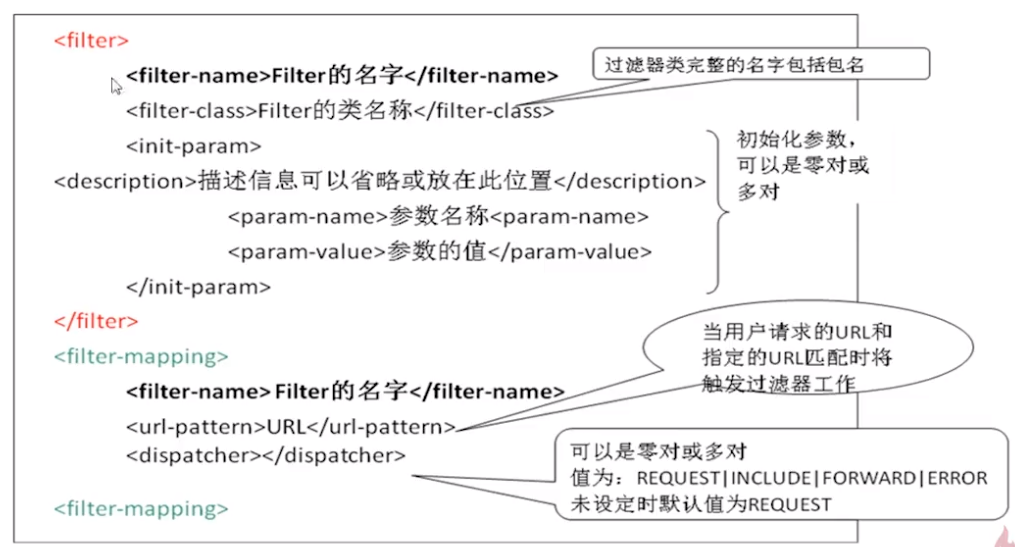 <filter>
<filter-name>Filter的名字</filter-name>
过滤器类完整的名字包括包名
<filter-class>Filter的类名称</filter-class>
<init-param>
初始化参数，
可以是零对或
多对
<description>描述信息可以省略或放在此位置</description>
<param-name>参数名称<param-name>
<param-value>参数的值</param-value>
</init-param>
</filter>
<filter-mapping>
当用户请求的URL和
指定的URL匹配时将
触发过滤器工作
<filter-name>Filter的名字</filter-name>
<url-pattern>URL</url-pattern>
<dispatcher></dispatcher>
可以是零对或多对
值为：REQUEST|INCLUDE|FORWARD|ERROR
未设定时默认值为REQUEST
<filter-mapping>